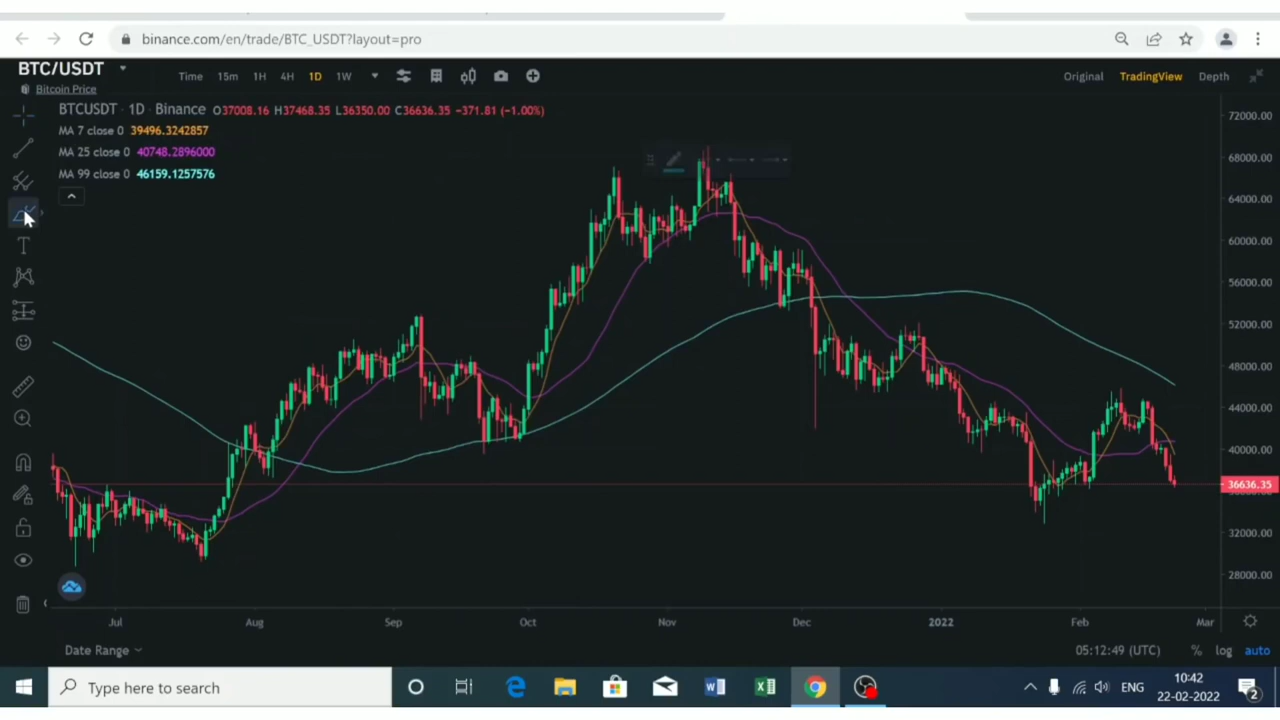 binance.com/en/trade/BTC_USDT?layout=pro
BTC/USDT
Bitcoin Price
Time 15m 1H 4H 1D 1W
Original TradingView Depth
BTCUSDT · 1D · Binance O37008.16 H37468.35 L36350.00 C36636.35 −371.81 (−1.00%)
MA 7 close 0 39496.3242857
MA 25 close 0 40748.2896000
MA 99 close 0 46159.1257576
72000.00
68000.00
64000.00
60000.00
56000.00
52000.00
48000.00
44000.00
40000.00
36636.35
32000.00
28000.00
Jul Aug Sep Oct Nov Dec 2022 Feb Mar
Date Range
05:12:49 (UTC) % log auto
Type here to search
ENG
10:42
22-02-2022
2